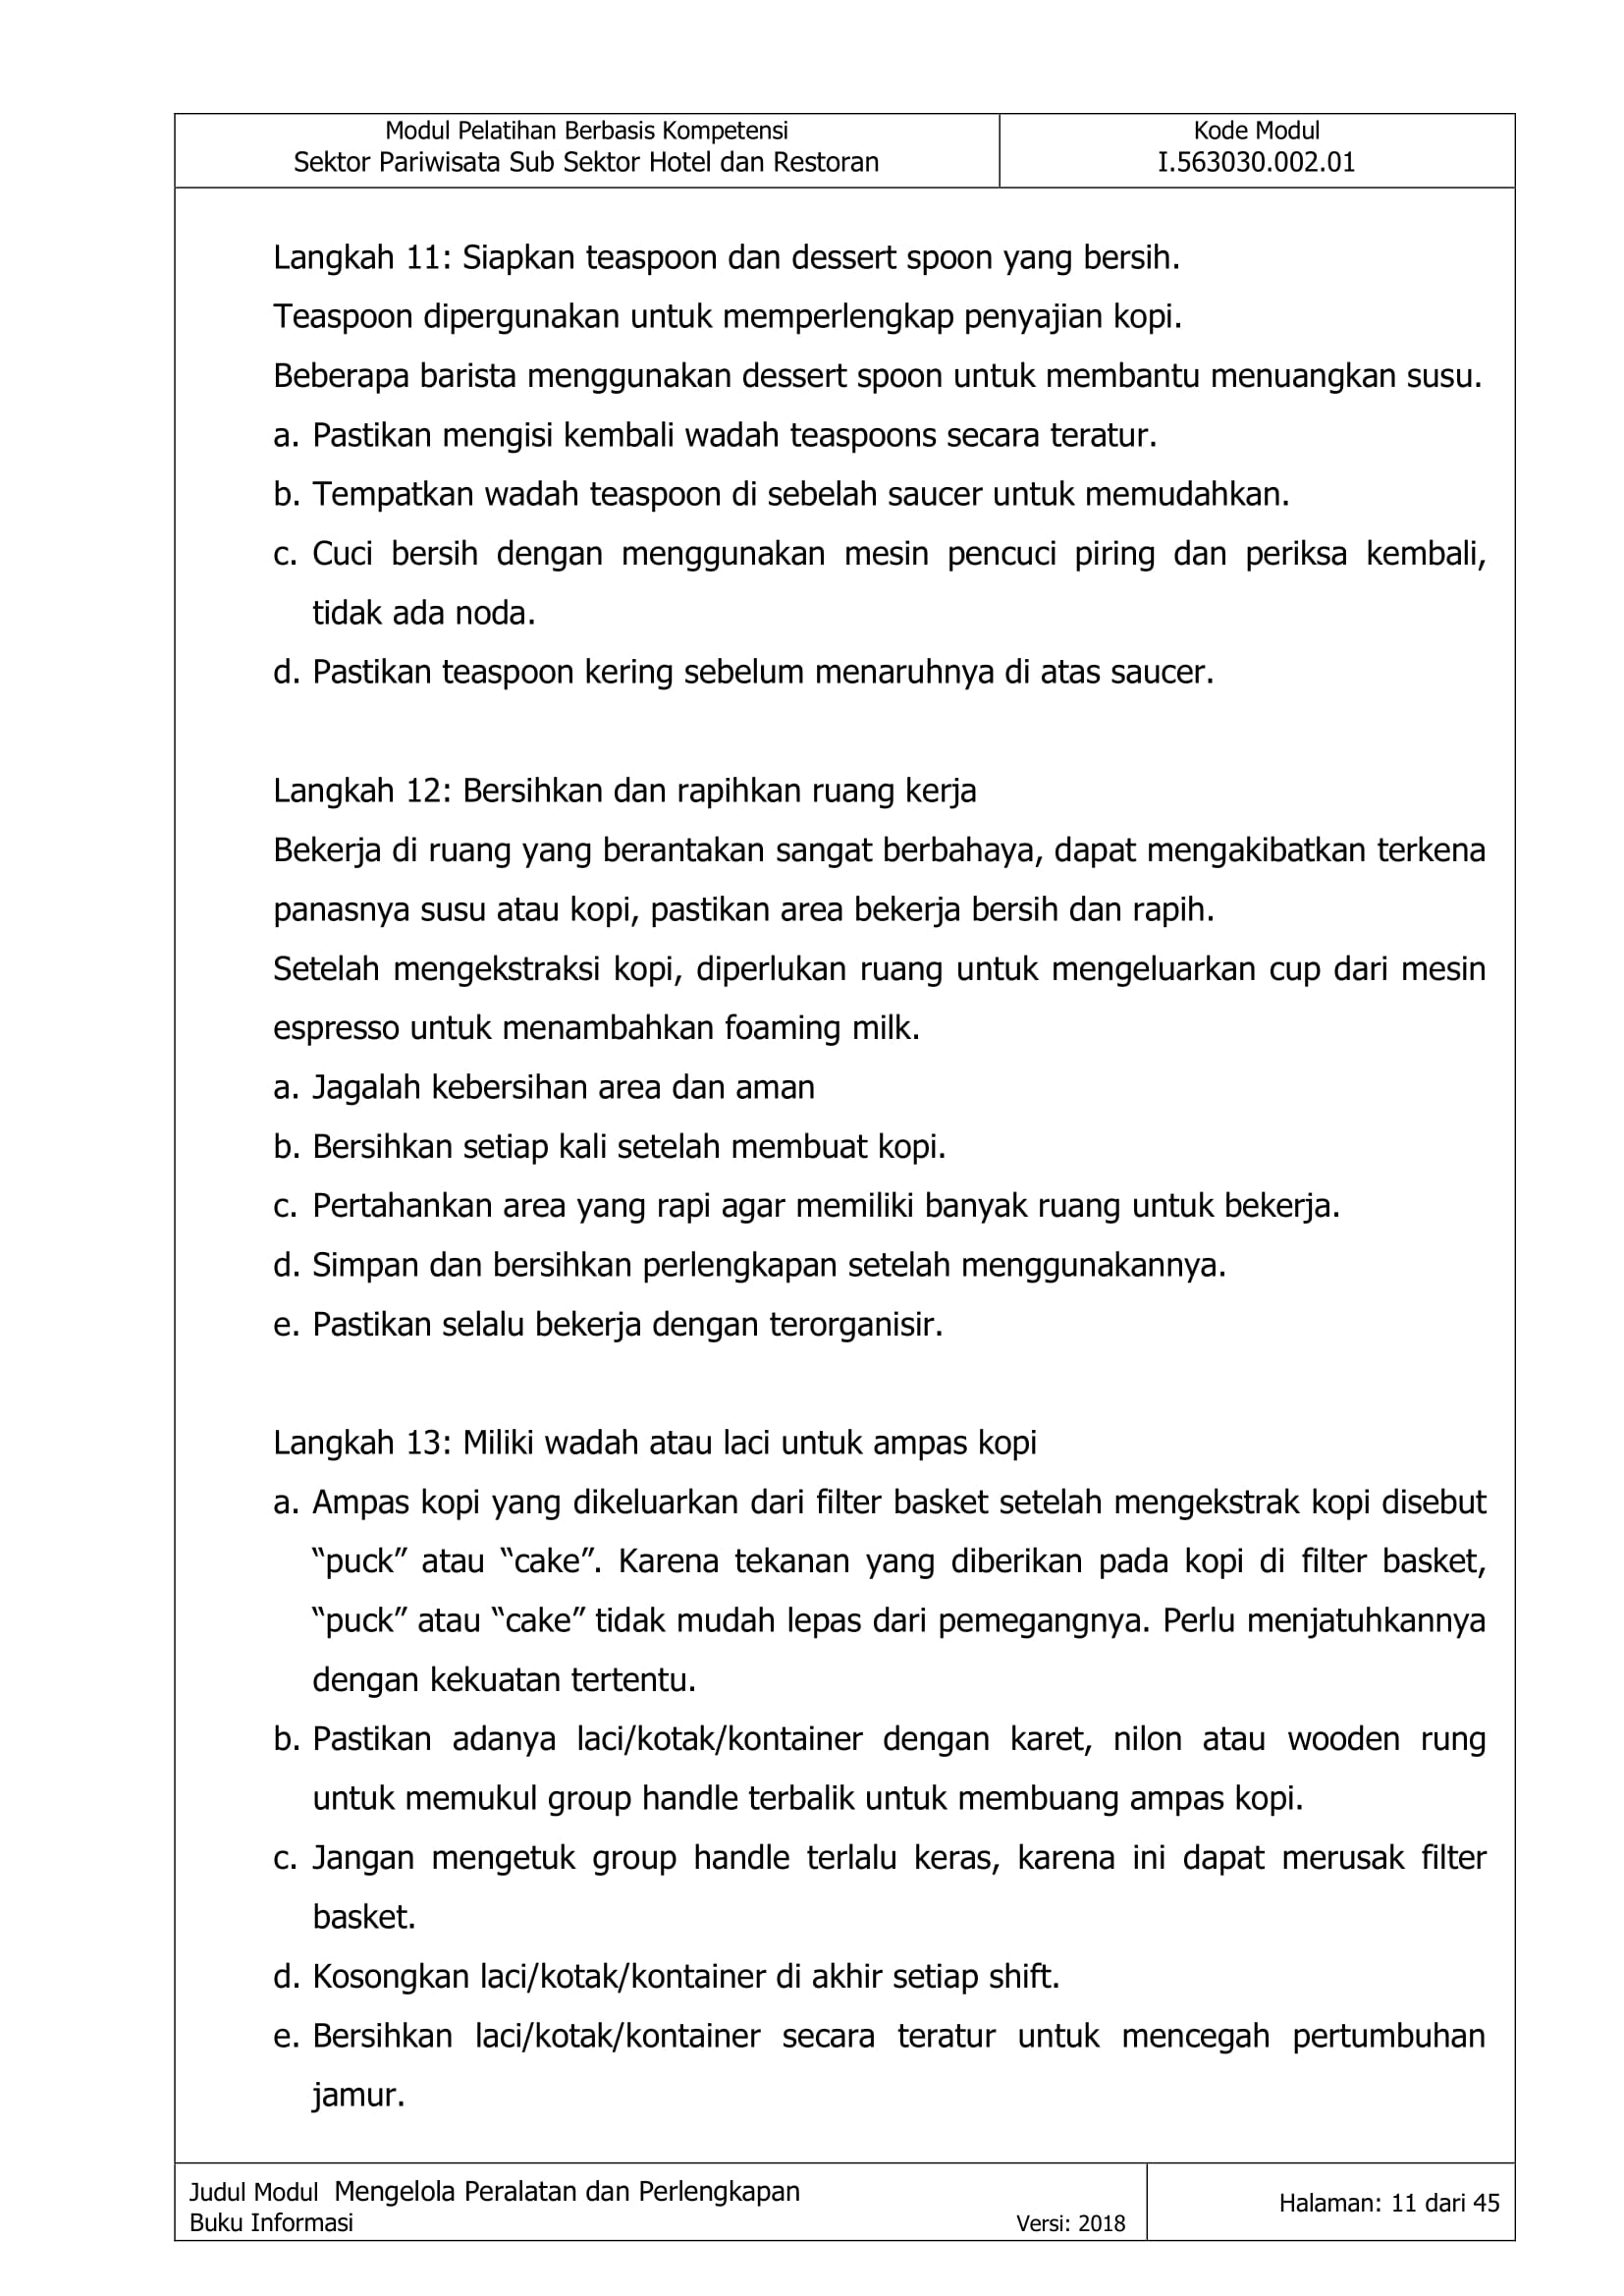 Modul Pelatihan Berbasis Kompetensi
Sektor Pariwisata Sub Sektor Hotel dan Restoran
Kode Modul
I.563030.002.01
Langkah 11: Siapkan teaspoon dan dessert spoon yang bersih.
Teaspoon dipergunakan untuk memperlengkap penyajian kopi.
Beberapa barista menggunakan dessert spoon untuk membantu menuangkan susu.
a. Pastikan mengisi kembali wadah teaspoons secara teratur.
b. Tempatkan wadah teaspoon di sebelah saucer untuk memudahkan.
c. Cuci bersih dengan menggunakan mesin pencuci piring dan periksa kembali,
tidak ada noda.
d. Pastikan teaspoon kering sebelum menaruhnya di atas saucer.
Langkah 12: Bersihkan dan rapihkan ruang kerja
Bekerja di ruang yang berantakan sangat berbahaya, dapat mengakibatkan terkena
panasnya susu atau kopi, pastikan area bekerja bersih dan rapih.
Setelah mengekstraksi kopi, diperlukan ruang untuk mengeluarkan cup dari mesin
espresso untuk menambahkan foaming milk.
a. Jagalah kebersihan area dan aman
b. Bersihkan setiap kali setelah membuat kopi.
c. Pertahankan area yang rapi agar memiliki banyak ruang untuk bekerja.
d. Simpan dan bersihkan perlengkapan setelah menggunakannya.
e. Pastikan selalu bekerja dengan terorganisir.
Langkah 13: Miliki wadah atau laci untuk ampas kopi
a. Ampas kopi yang dikeluarkan dari filter basket setelah mengekstrak kopi disebut
“puck” atau “cake”. Karena tekanan yang diberikan pada kopi di filter basket,
“puck” atau “cake” tidak mudah lepas dari pemegangnya. Perlu menjatuhkannya
dengan kekuatan tertentu.
b. Pastikan adanya laci/kotak/kontainer dengan karet, nilon atau wooden rung
untuk memukul group handle terbalik untuk membuang ampas kopi.
c. Jangan mengetuk group handle terlalu keras, karena ini dapat merusak filter
basket.
d. Kosongkan laci/kotak/kontainer di akhir setiap shift.
e. Bersihkan laci/kotak/kontainer secara teratur untuk mencegah pertumbuhan
jamur.
Judul Modul Mengelola Peralatan dan Perlengkapan
Buku Informasi
Versi: 2018
Halaman: 11 dari 45